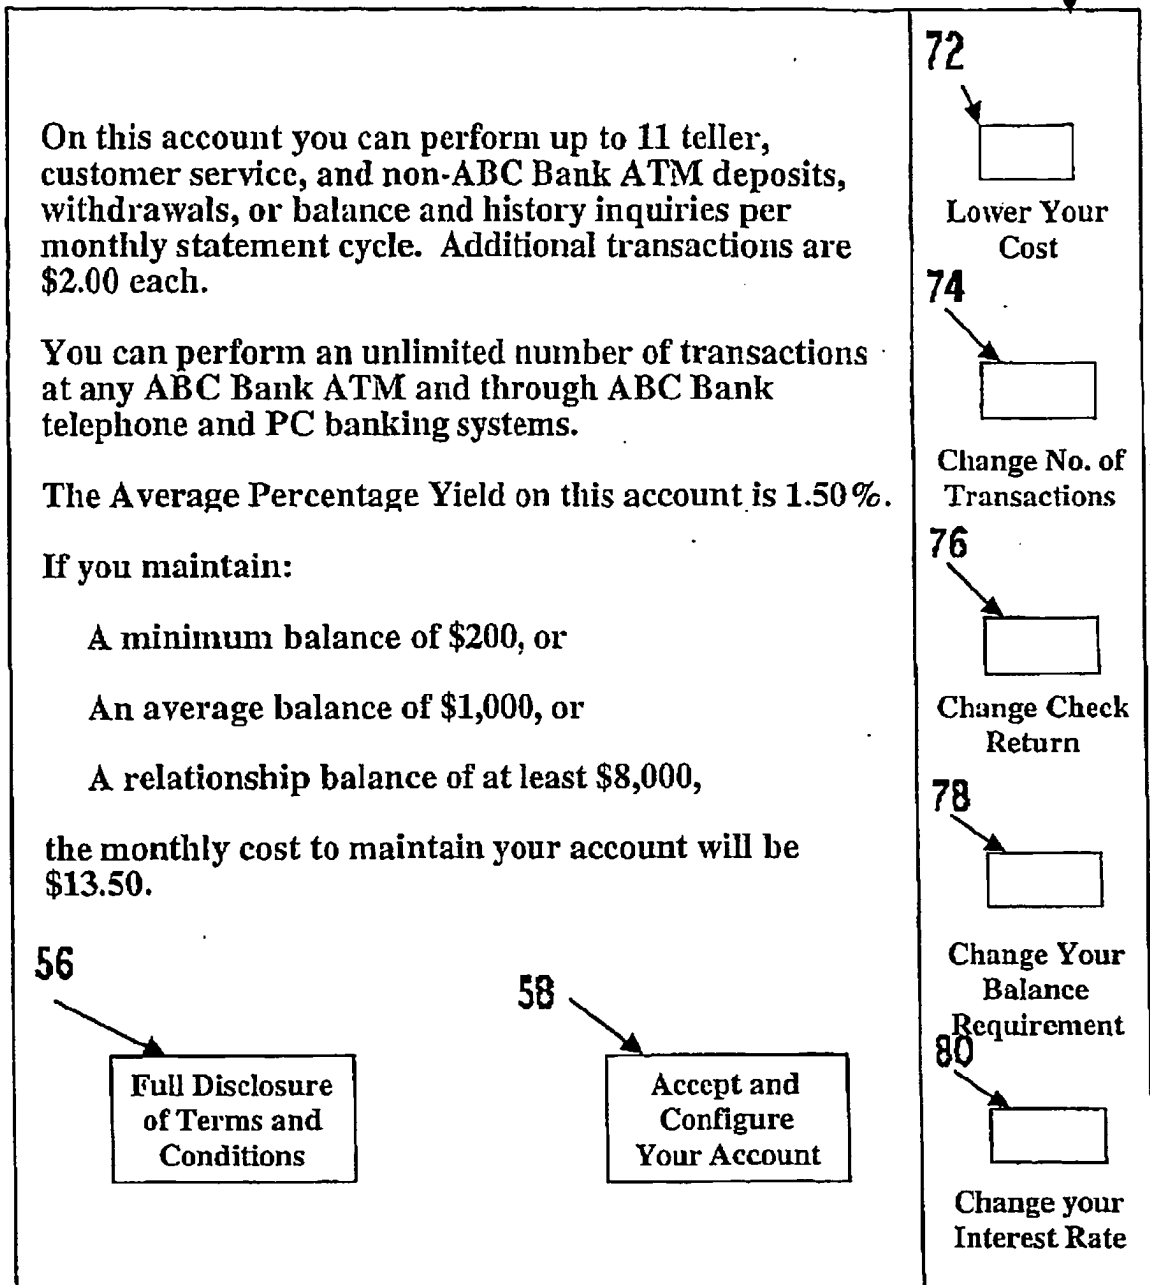 On this account you can perform up to 11 teller,
customer service, and non-ABC Bank ATM deposits,
withdrawals, or balance and history inquiries per
monthly statement cycle. Additional transactions are
$2.00 each.
You can perform an unlimited number of transactions
at any ABC Bank ATM and through ABC Bank
telephone and PC banking systems.
The Average Percentage Yield on this account is 1.50%.
If you maintain:
A minimum balance of $200, or
An average balance of $1,000, or
A relationship balance of at least $8,000,
the monthly cost to maintain your account will be
$13.50.
56
Full Disclosure
of Terms and
Conditions
58
Accept and
Configure
Your Account
72
Lower Your
Cost
74
Change No. of
Transactions
76
Change Check
Return
78
Change Your
Balance
Requirement
80
Change your
Interest Rate